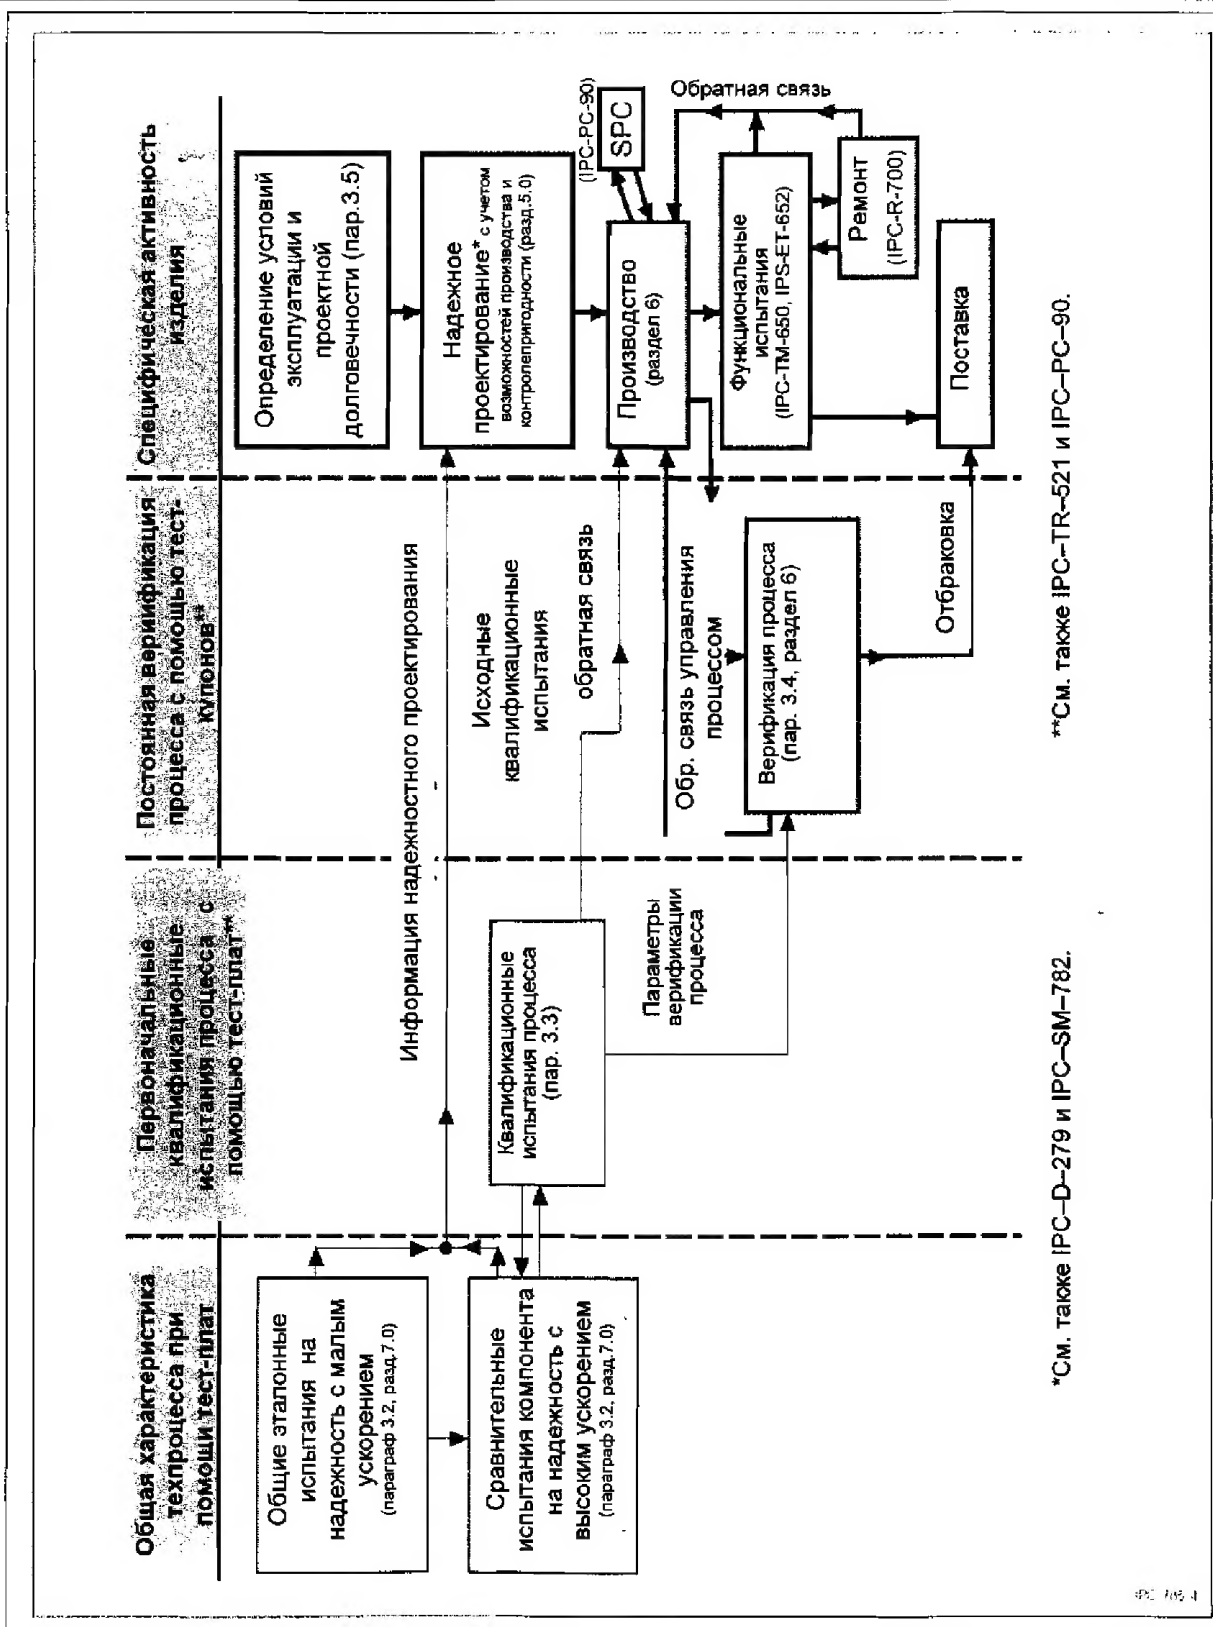 Общая характеристика
техпроцесса при
помощи тест-плат
Первоначальные
квалификационные
испытания процесса с
помощью тест-плат**
Постоянная верификация
процесса с помощью тест-
купонов**
Специфическая активность
изделия
Общие эталонные
испытания на
надежность с малым
ускорением
(параграф 3.2, разд.7.0)
Сравнительные
испытания компонента
на надежность с
высоким ускорением
(параграф 3.2, разд.7.0)
Информация надежностного проектирования
Квалификационные
испытания процесса
(пар. 3.3)
Параметры
верификации
процесса
Исходные
квалификационные
испытания
обратная связь
Обр. связь управления
процессом
Верификация процесса
(пар. 3.4, раздел 6)
Отбраковка
Определение условий
эксплуатации и
проектной
долговечности (пар.3.5)
Надежное
проектирование* с учетом
возможностей производства и
контролепригодности (разд.5.0)
(IPC-PC-90)
SPC
Производство
(раздел 6)
Обратная связь
Функциональные
испытания
(IPC-TM-650, IPS-ET-652)
Ремонт
(IPC-R-700)
Поставка
*См. также IPC–D–279 и IPC–SM–782.
**См. также IPC–TR–521 и IPC–PC–90.